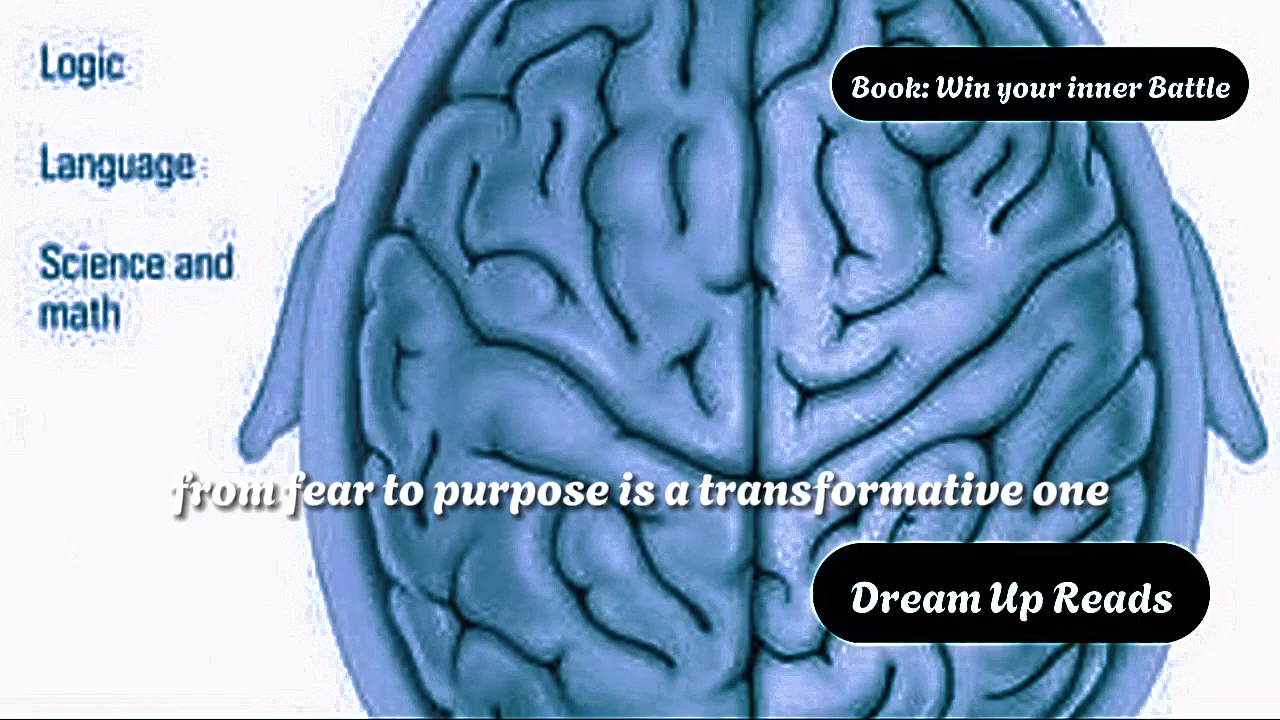 Logic
Book: Win your inner Battle
Language
Science and
math
from fear to purpose is a transformative one
Dream Up Reads